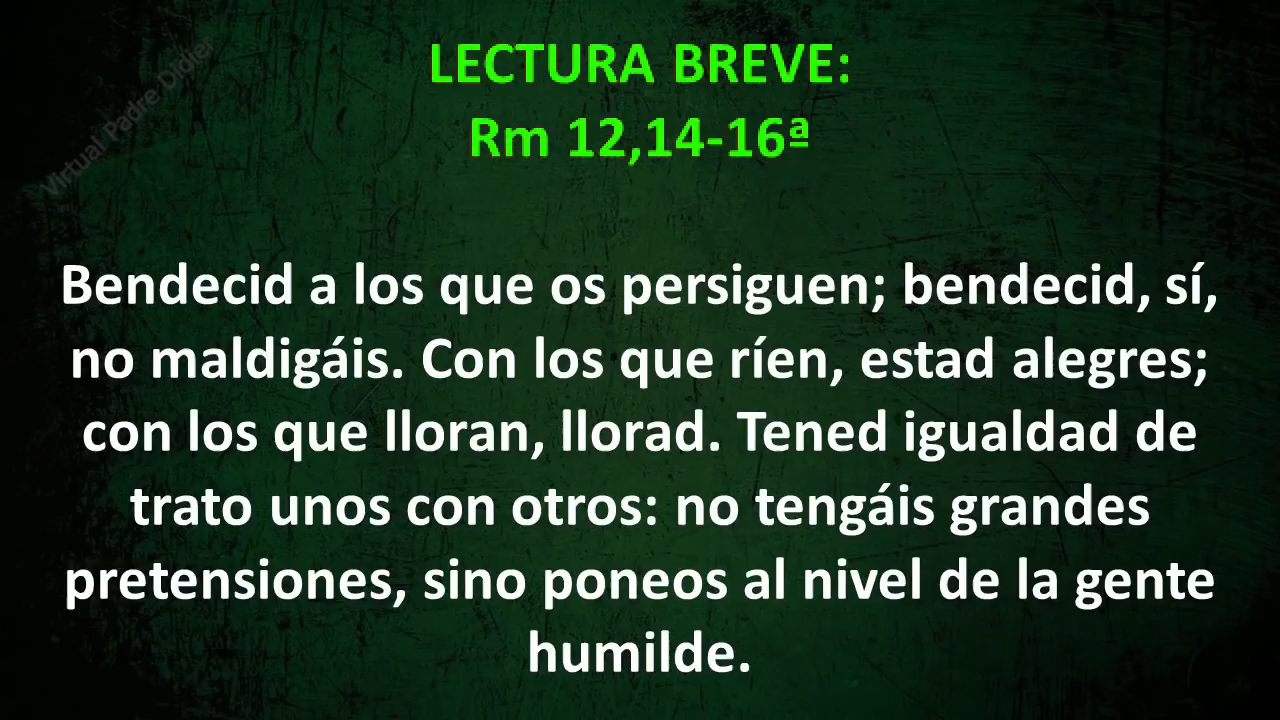 LECTURA BREVE:
Rm 12,14-16ª
Virtual Padre Didier
Bendecid a los que os persiguen; bendecid, sí,
no maldigáis. Con los que ríen, estad alegres;
con los que lloran, llorad. Tened igualdad de
trato unos con otros: no tengáis grandes
pretensiones, sino poneos al nivel de la gente
humilde.